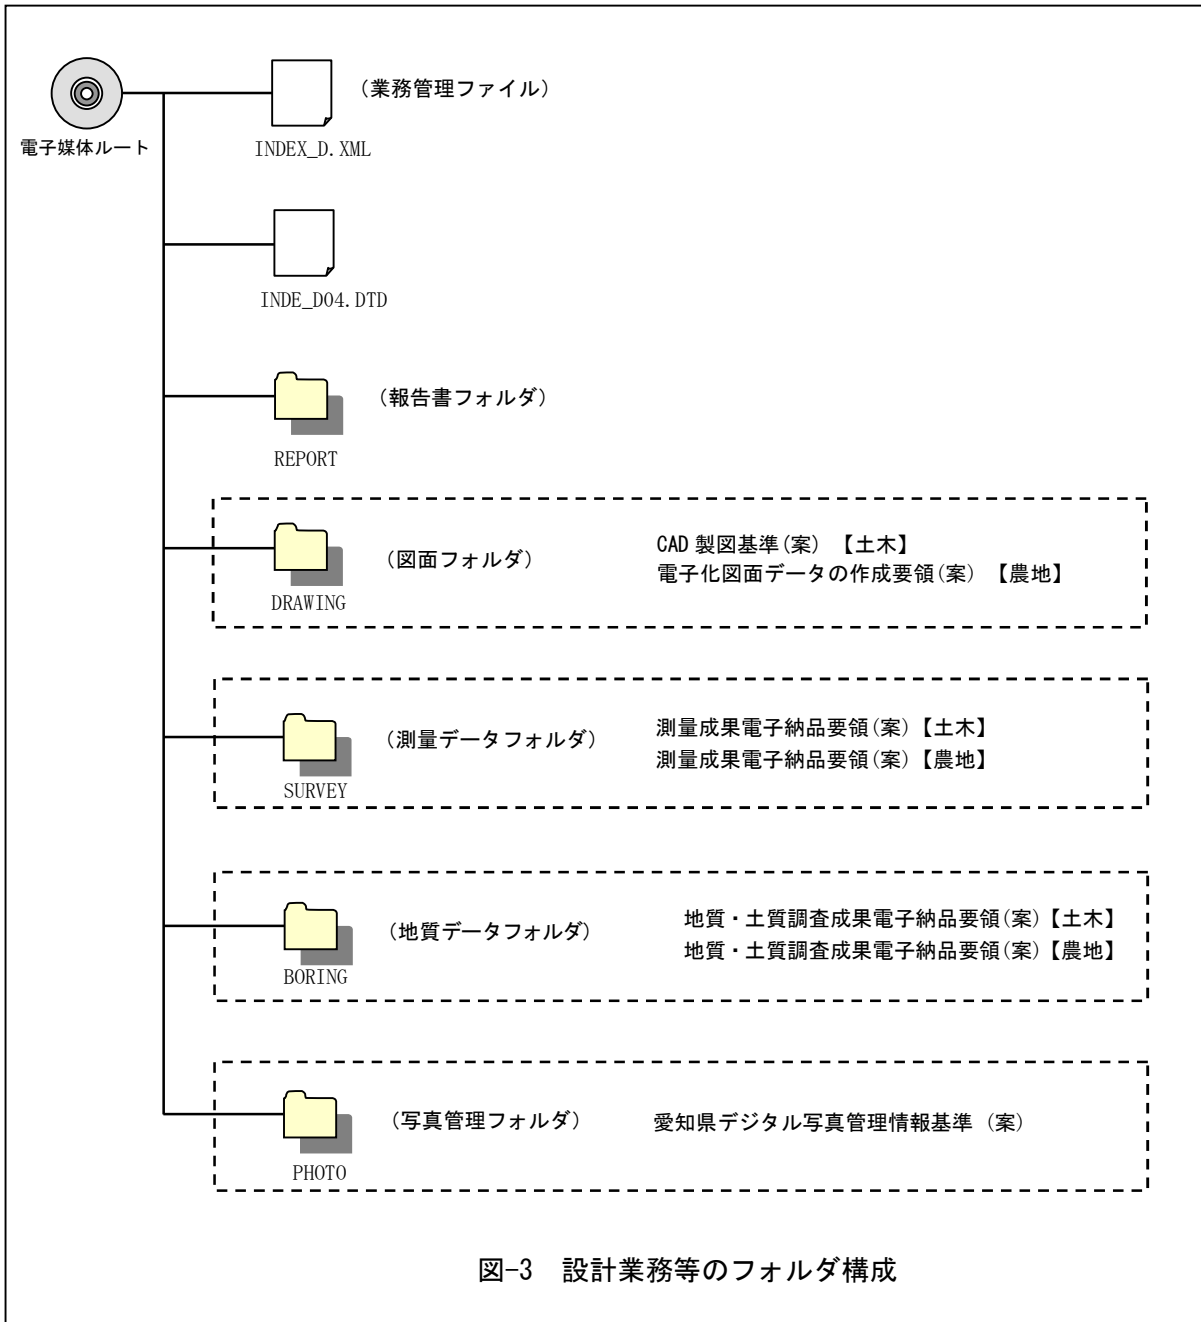 (業務管理ファイル)
電子媒体ルート
INDEX_D.XML
INDE_D04.DTD
(報告書フォルダ)
REPORT
(図面フォルダ)
CAD 製図基準(案) 【土木】
電子化図面データの作成要領(案) 【農地】
DRAWING
(測量データフォルダ)
測量成果電子納品要領(案)【土木】
測量成果電子納品要領(案)【農地】
SURVEY
(地質データフォルダ)
地質・土質調査成果電子納品要領(案)【土木】
地質・土質調査成果電子納品要領(案)【農地】
BORING
(写真管理フォルダ)
愛知県デジタル写真管理情報基準 (案)
PHOTO
図-3 設計業務等のフォルダ構成